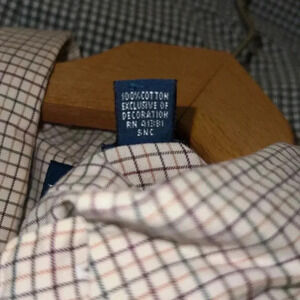 100% COTTON
EXCLUSIVE OF
DECORATION
RN 41381
SNC